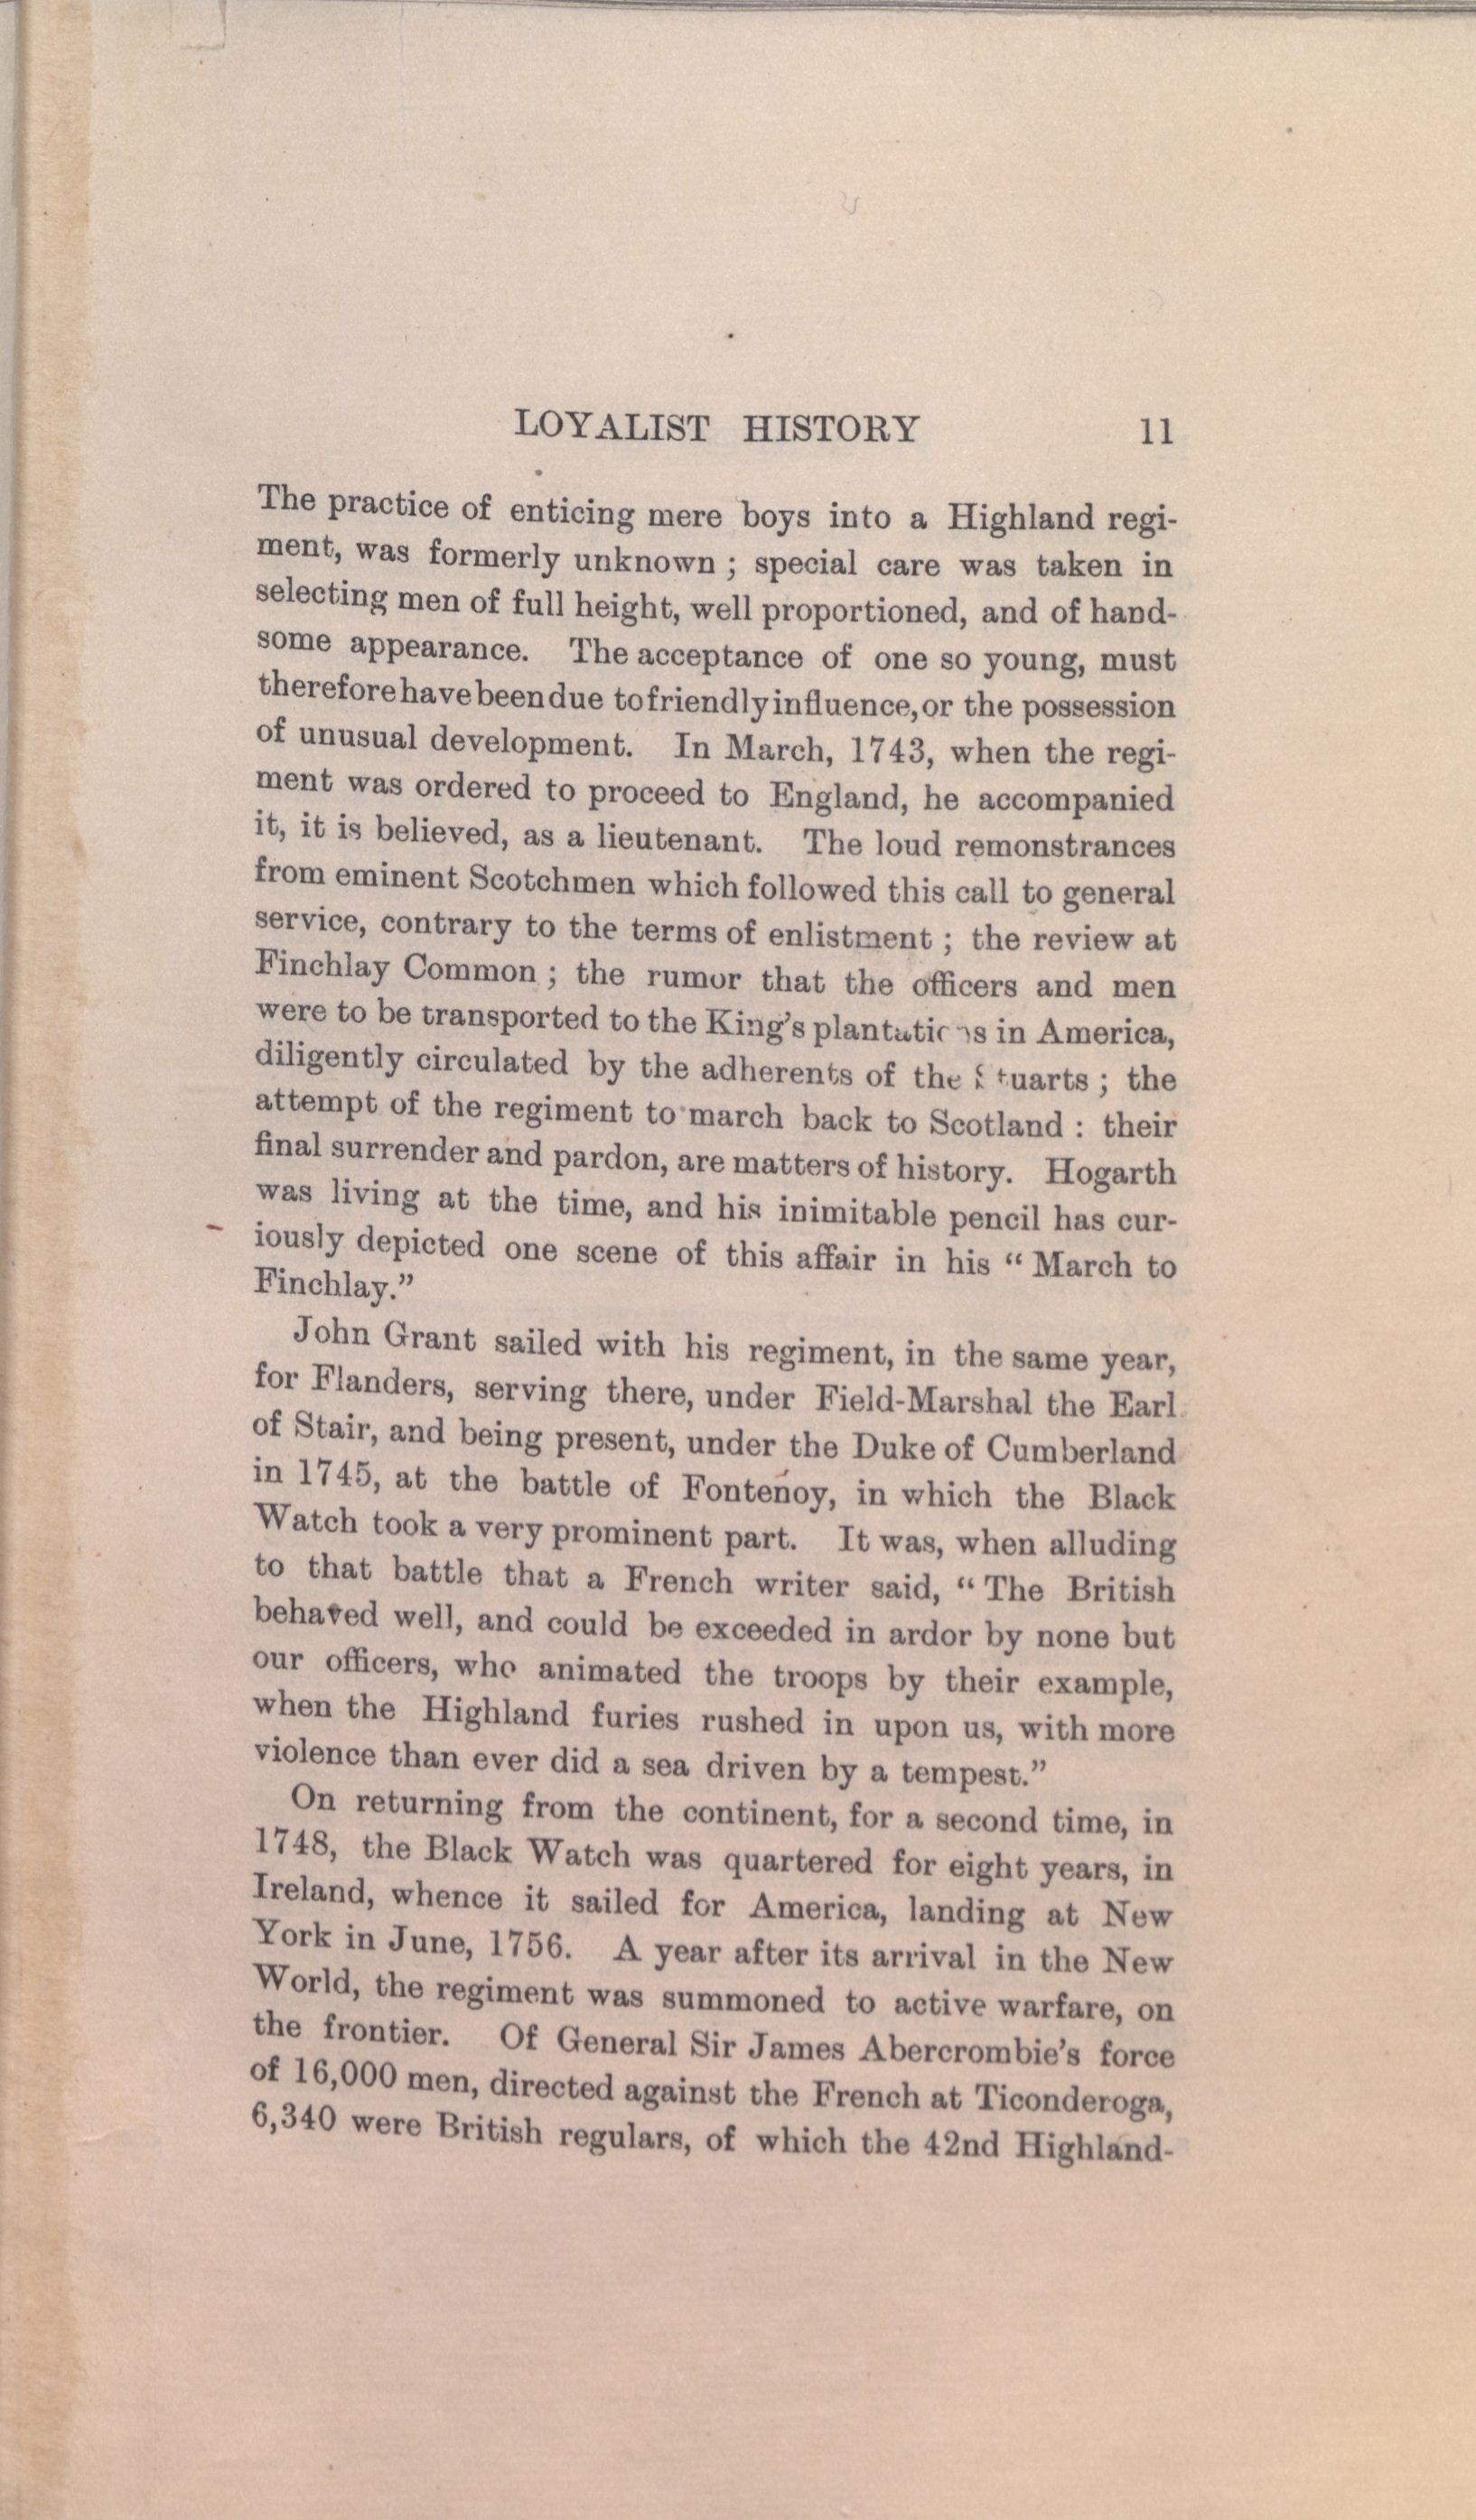 LOYALIST HISTORY 11
The practice of enticing mere boys into a Highland regi-
ment, was formerly unknown ; special care was taken in
selecting men of full height, well proportioned, and of hand-
some appearance. The acceptance of one so young, must
therefore have been due to friendly influence, or the possession
of unusual development. In March, 1743, when the regi-
ment was ordered to proceed to England, he accompanied
it, it is believed, as a lieutenant. The loud remonstrances
from eminent Scotchmen which followed this call to general
service, contrary to the terms of enlistment ; the review at
Finchlay Common ; the rumor that the officers and men
were to be transported to the King's plantations in America,
diligently circulated by the adherents of the Stuarts ; the
attempt of the regiment to march back to Scotland : their
final surrender and pardon, are matters of history. Hogarth
was living at the time, and his inimitable pencil has cur-
iously depicted one scene of this affair in his “ March to
Finchlay.”
John Grant sailed with his regiment, in the same year,
for Flanders, serving there, under Field-Marshal the Earl
of Stair, and being present, under the Duke of Cumberland
in 1745, at the battle of Fontenoy, in which the Black
Watch took a very prominent part. It was, when alluding
to that battle that a French writer said, “ The British
behaved well, and could be exceeded in ardor by none but
our officers, who animated the troops by their example,
when the Highland furies rushed in upon us, with more
violence than ever did a sea driven by a tempest.”
On returning from the continent, for a second time, in
1748, the Black Watch was quartered for eight years, in
Ireland, whence it sailed for America, landing at New
York in June, 1756. A year after its arrival in the New
World, the regiment was summoned to active warfare, on
the frontier. Of General Sir James Abercrombie's force
of 16,000 men, directed against the French at Ticonderoga,
6,340 were British regulars, of which the 42nd Highland-